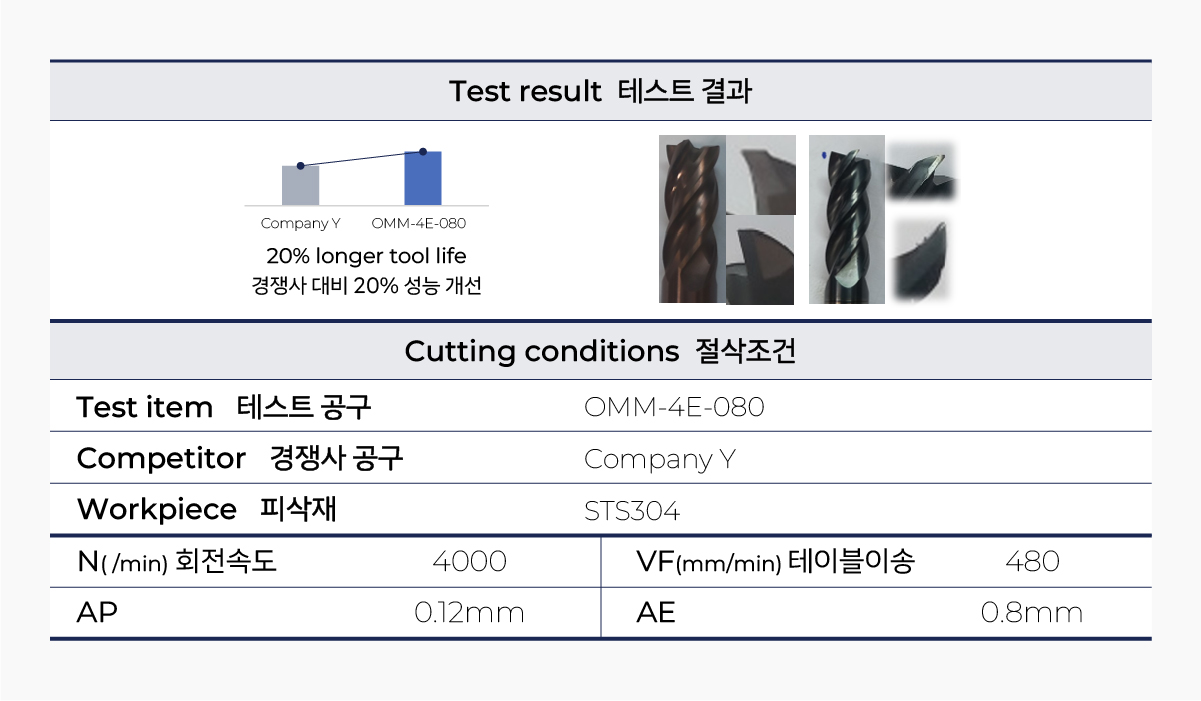 Test result 테스트 결과
Company Y OMM-4E-080
20% longer tool life
경쟁사 대비 20% 성능 개선
Cutting conditions 절삭조건
Test item 테스트 공구 OMM-4E-080
Competitor 경쟁사 공구 Company Y
Workpiece 피삭재 STS304
N( /min) 회전속도 4000 VF(mm/min) 테이블이송 480
AP 0.12mm AE 0.8mm